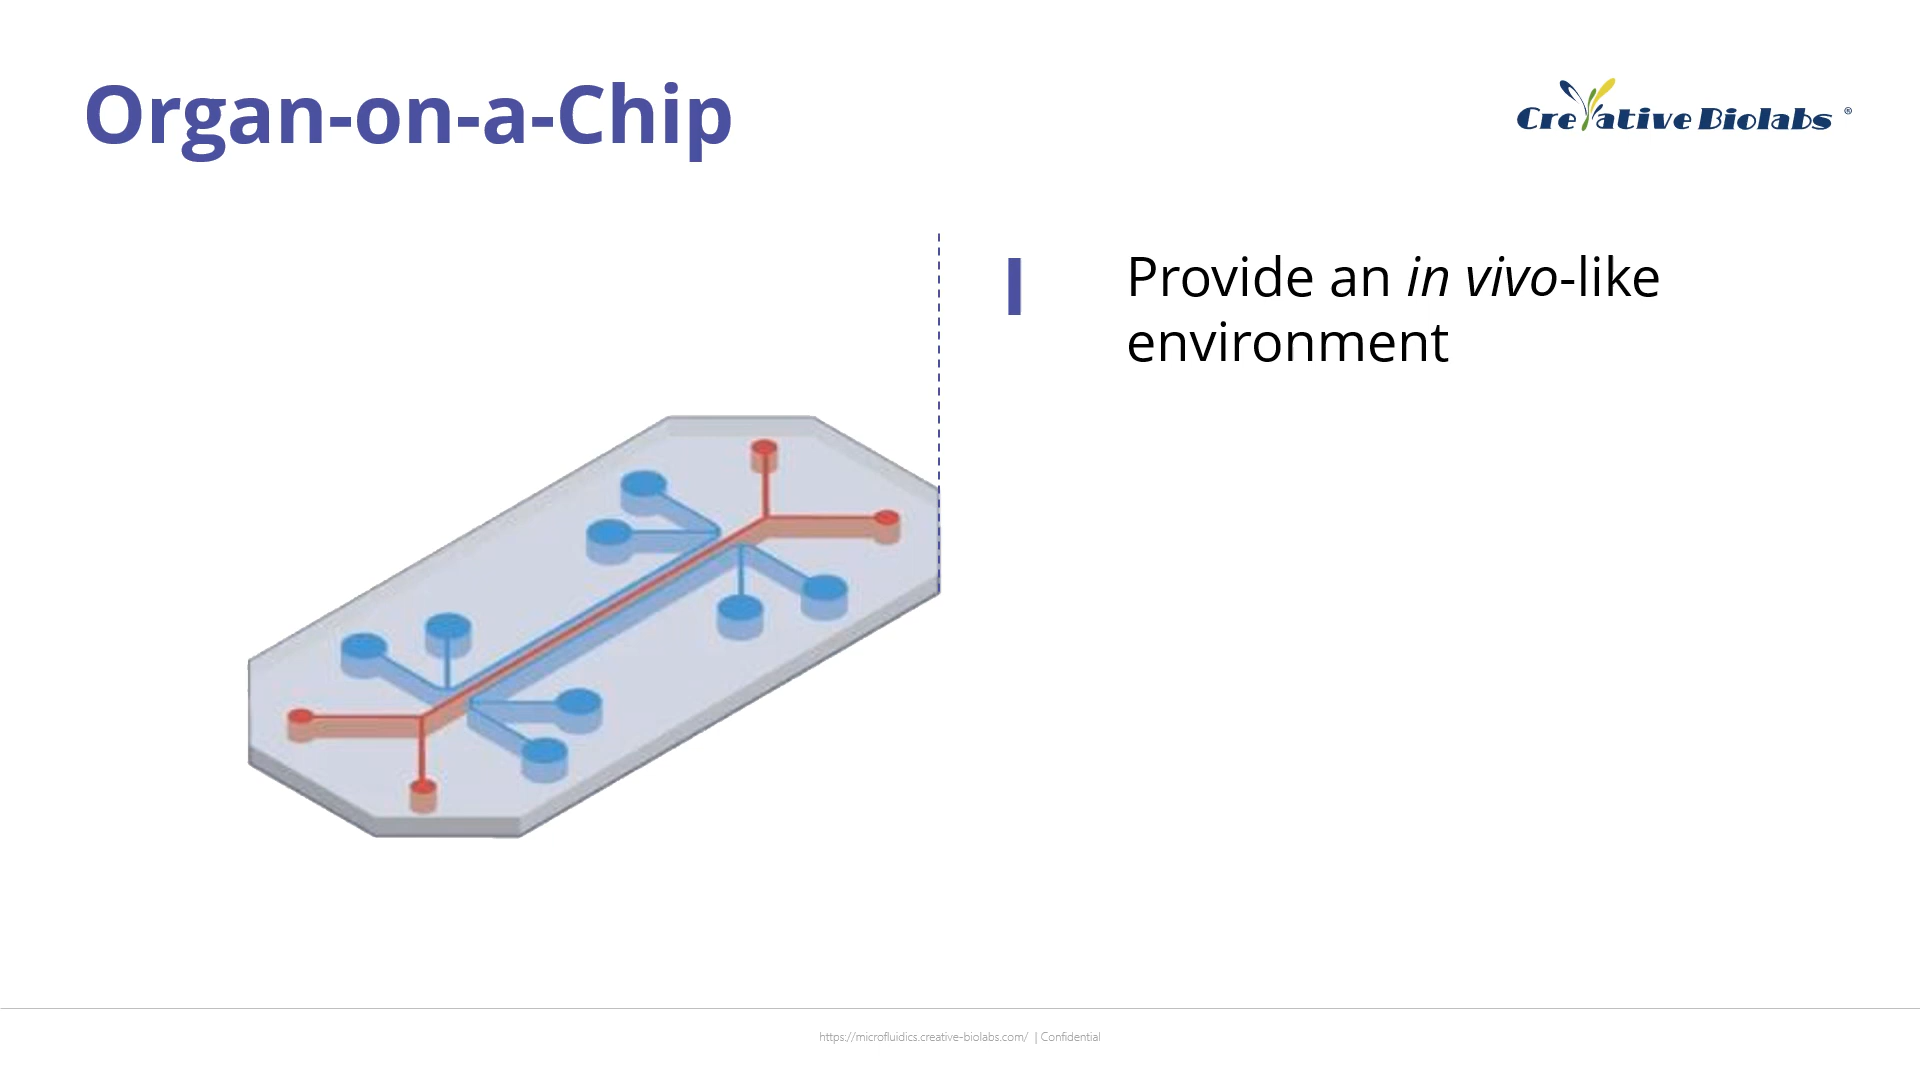 Organ-on-a-Chip
Creative Biolabs ®
Provide an in vivo-like
environment
https://microfluidics.creative-biolabs.com/ | Confidential